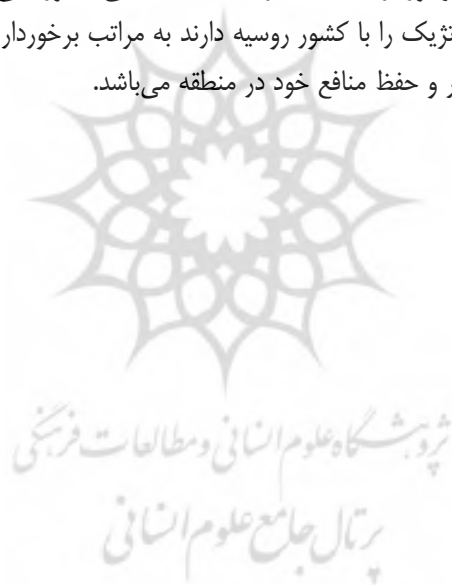 تژیک را با کشور روسیه دارند به مراتب برخوردار
ر و حفظ منافع خود در منطقه می‌باشد.
پژوهشگاه علوم انسانی و مطالعات فرهنگی
پرتال جامع علوم انسانی